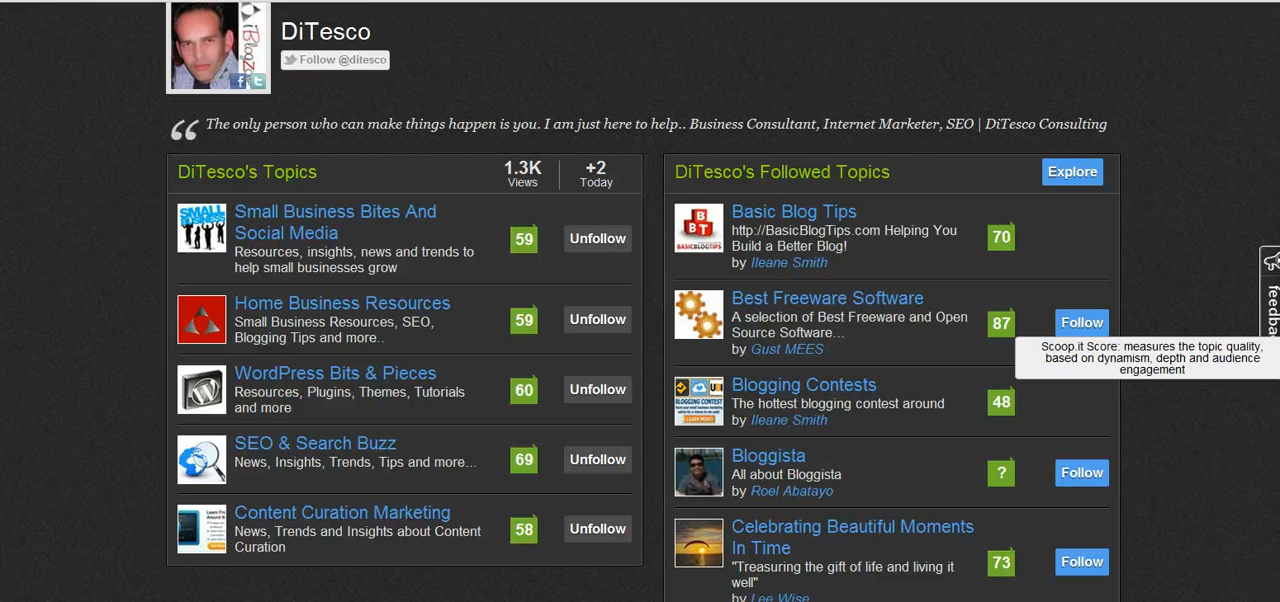 DiTesco
Follow @ditesco
The only person who can make things happen is you. I am just here to help.. Business Consultant, Internet Marketer, SEO | DiTesco Consulting
DiTesco's Topics
1.3K
Views
+2
Today
Small Business Bites And
Social Media
Resources, insights, news and trends to
help small businesses grow
59
Unfollow
Home Business Resources
Small Business Resources, SEO,
Blogging Tips and more..
59
Unfollow
WordPress Bits & Pieces
Resources, Plugins, Themes, Tutorials
and more
60
Unfollow
SEO & Search Buzz
News, Insights, Trends, Tips and more...
69
Unfollow
Content Curation Marketing
News, Trends and Insights about Content
Curation
58
Unfollow
DiTesco's Followed Topics
Explore
Basic Blog Tips
http://BasicBlogTips.com Helping You
Build a Better Blog!
by Ileane Smith
70
BBT
BASICBLOGTIPS
Best Freeware Software
A selection of Best Freeware and Open
Source Software...
by Gust MEES
87
Follow
Scoop.it Score: measures the topic quality,
based on dynamism, depth and audience
engagement
Blogging Contests
The hottest blogging contest around
by Ileane Smith
48
BLOGGING CONTEST
Bloggista
All about Bloggista
by Roel Abatayo
?
Follow
Celebrating Beautiful Moments
In Time
"Treasuring the gift of life and living it
well"
by Lee Wise
73
Follow
SMALL
BUSINESS
feedba